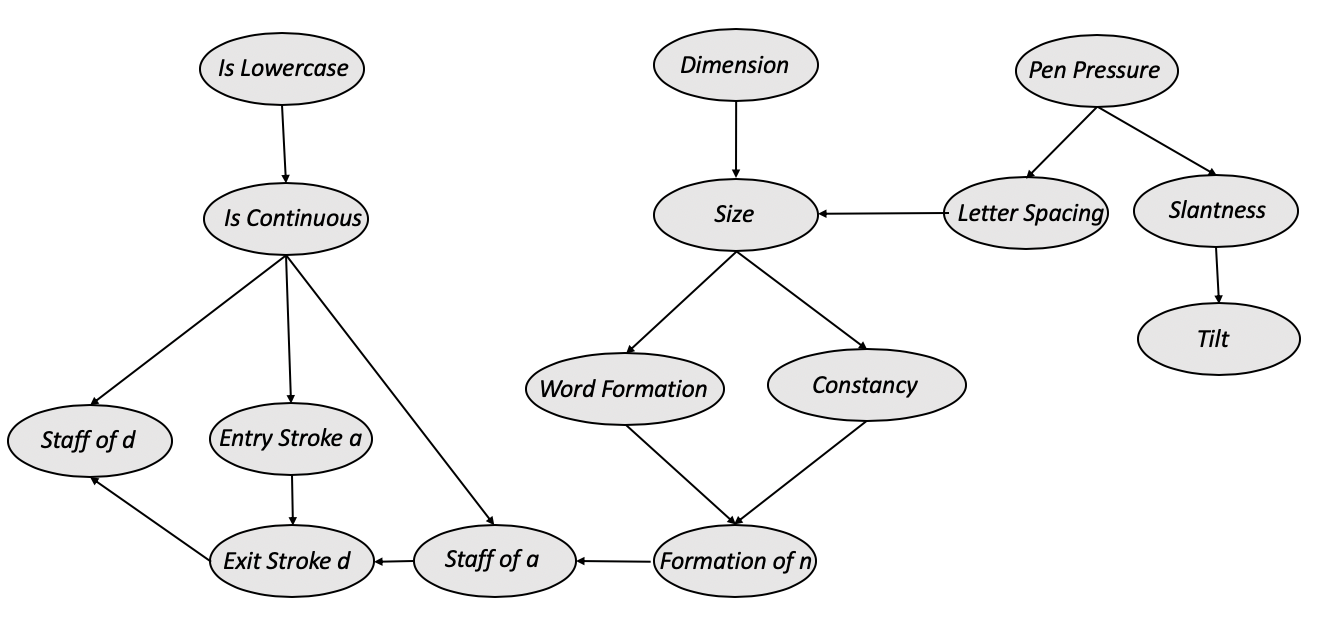 Is Lowercase
Dimension
Pen Pressure
Is Continuous
Size
Letter Spacing
Slantness
Tilt
Word Formation
Constancy
Staff of d
Entry Stroke a
Exit Stroke d
Staff of a
Formation of n